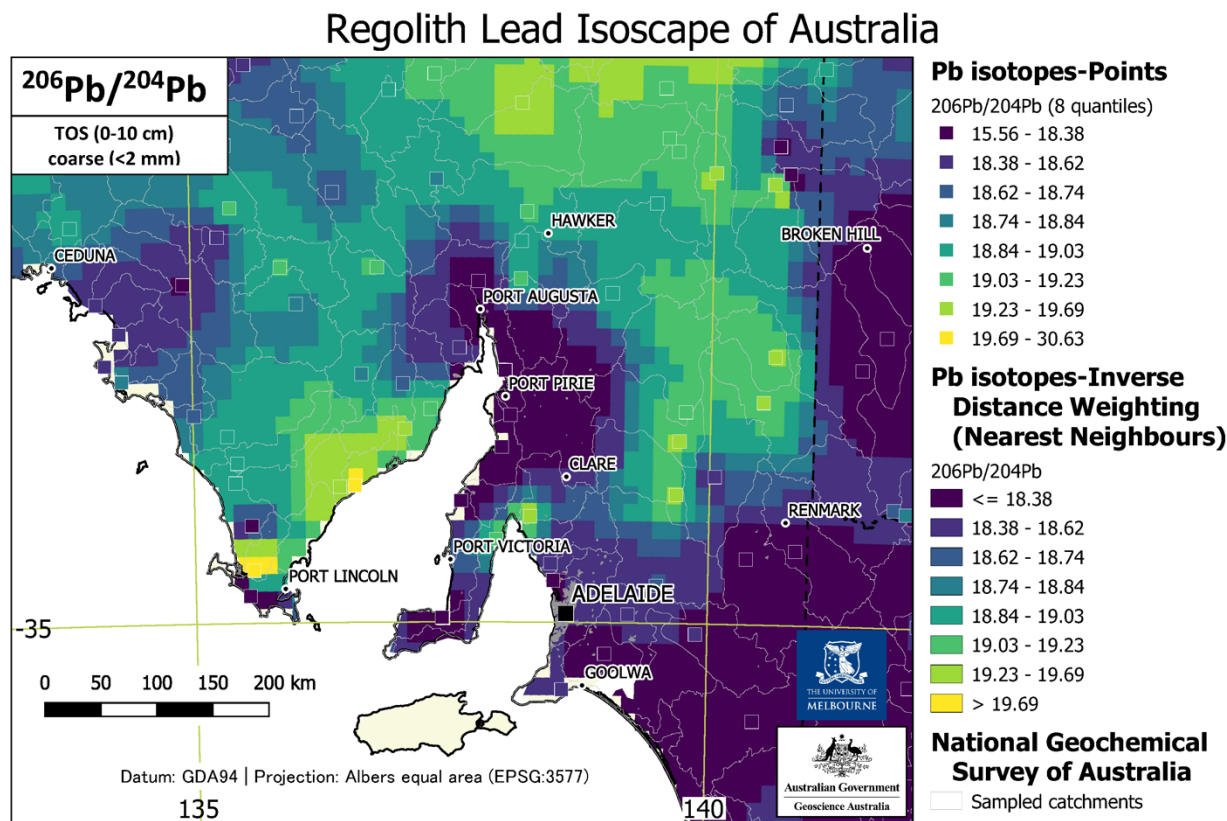 Regolith Lead Isoscape of Australia
206Pb/204Pb
TOS (0-10 cm)
coarse (<2 mm)
CEDUNA
HAWKER
BROKEN HILL
PORT AUGUSTA
PORT PIRIE
CLARE
RENMARK
PORT VICTORIA
PORT LINCOLN
ADELAIDE
GOOLWA
-35
0 50 100 150 200 km
Datum: GDA94 | Projection: Albers equal area (EPSG:3577)
135
140
THE UNIVERSITY OF
MELBOURNE
Australian Government
Geoscience Australia
Pb isotopes-Points
206Pb/204Pb (8 quantiles)
15.56 - 18.38
18.38 - 18.62
18.62 - 18.74
18.74 - 18.84
18.84 - 19.03
19.03 - 19.23
19.23 - 19.69
19.69 - 30.63
Pb isotopes-Inverse
Distance Weighting
(Nearest Neighbours)
206Pb/204Pb
<= 18.38
18.38 - 18.62
18.62 - 18.74
18.74 - 18.84
18.84 - 19.03
19.03 - 19.23
19.23 - 19.69
> 19.69
National Geochemical
Survey of Australia
Sampled catchments